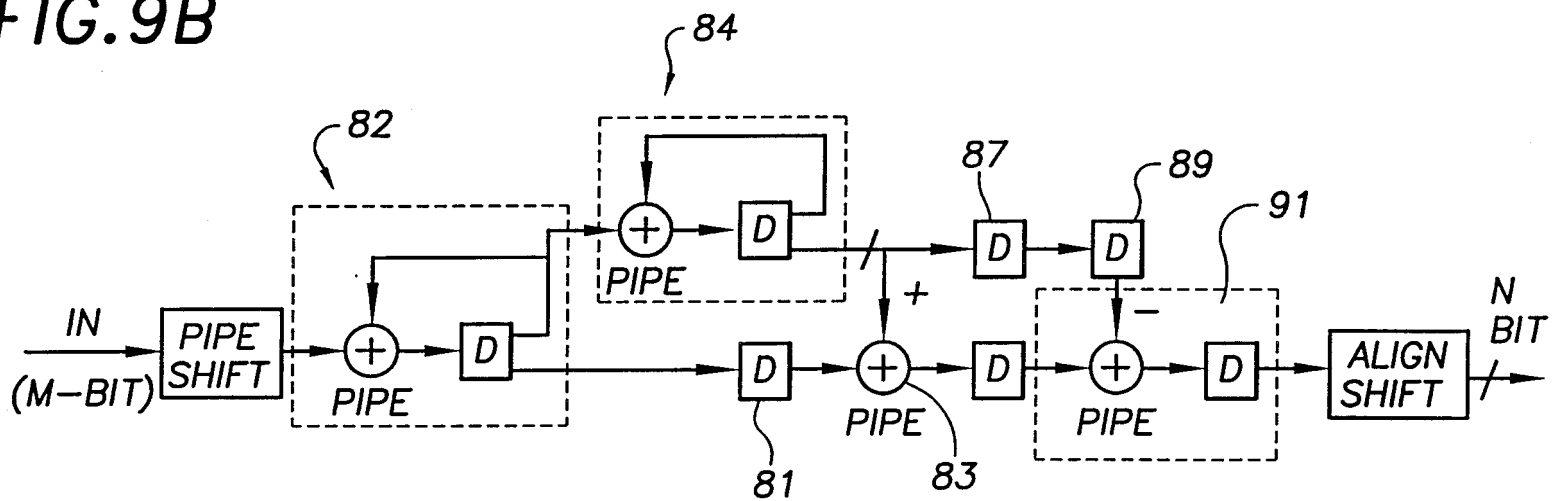 FIG. 9B
84
82
87
89
91
D
D
D
PIPE
+
-
IN
(M-BIT)
PIPE
SHIFT
D
PIPE
D
D
D
PIPE
PIPE
ALIGN
SHIFT
N
BIT
81
83